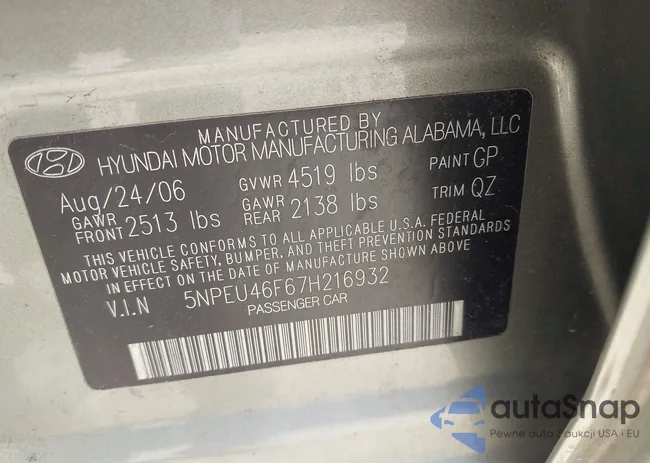 MANUFACTURED BY
HYUNDAI MOTOR MANUFACTURING ALABAMA, LLC
Aug/24/06 GVWR 4519 lbs PAINT GP
GAWR FRONT 2513 lbs GAWR REAR 2138 lbs TRIM QZ
THIS VEHICLE CONFORMS TO ALL APPLICABLE U.S.A. FEDERAL
MOTOR VEHICLE SAFETY, BUMPER, AND THEFT PREVENTION STANDARDS
IN EFFECT ON THE DATE OF MANUFACTURE SHOWN ABOVE
V.I.N 5NPEU46F67H216932
PASSENGER CAR
autoSnap
Pewne auto z aukcji USA i EU